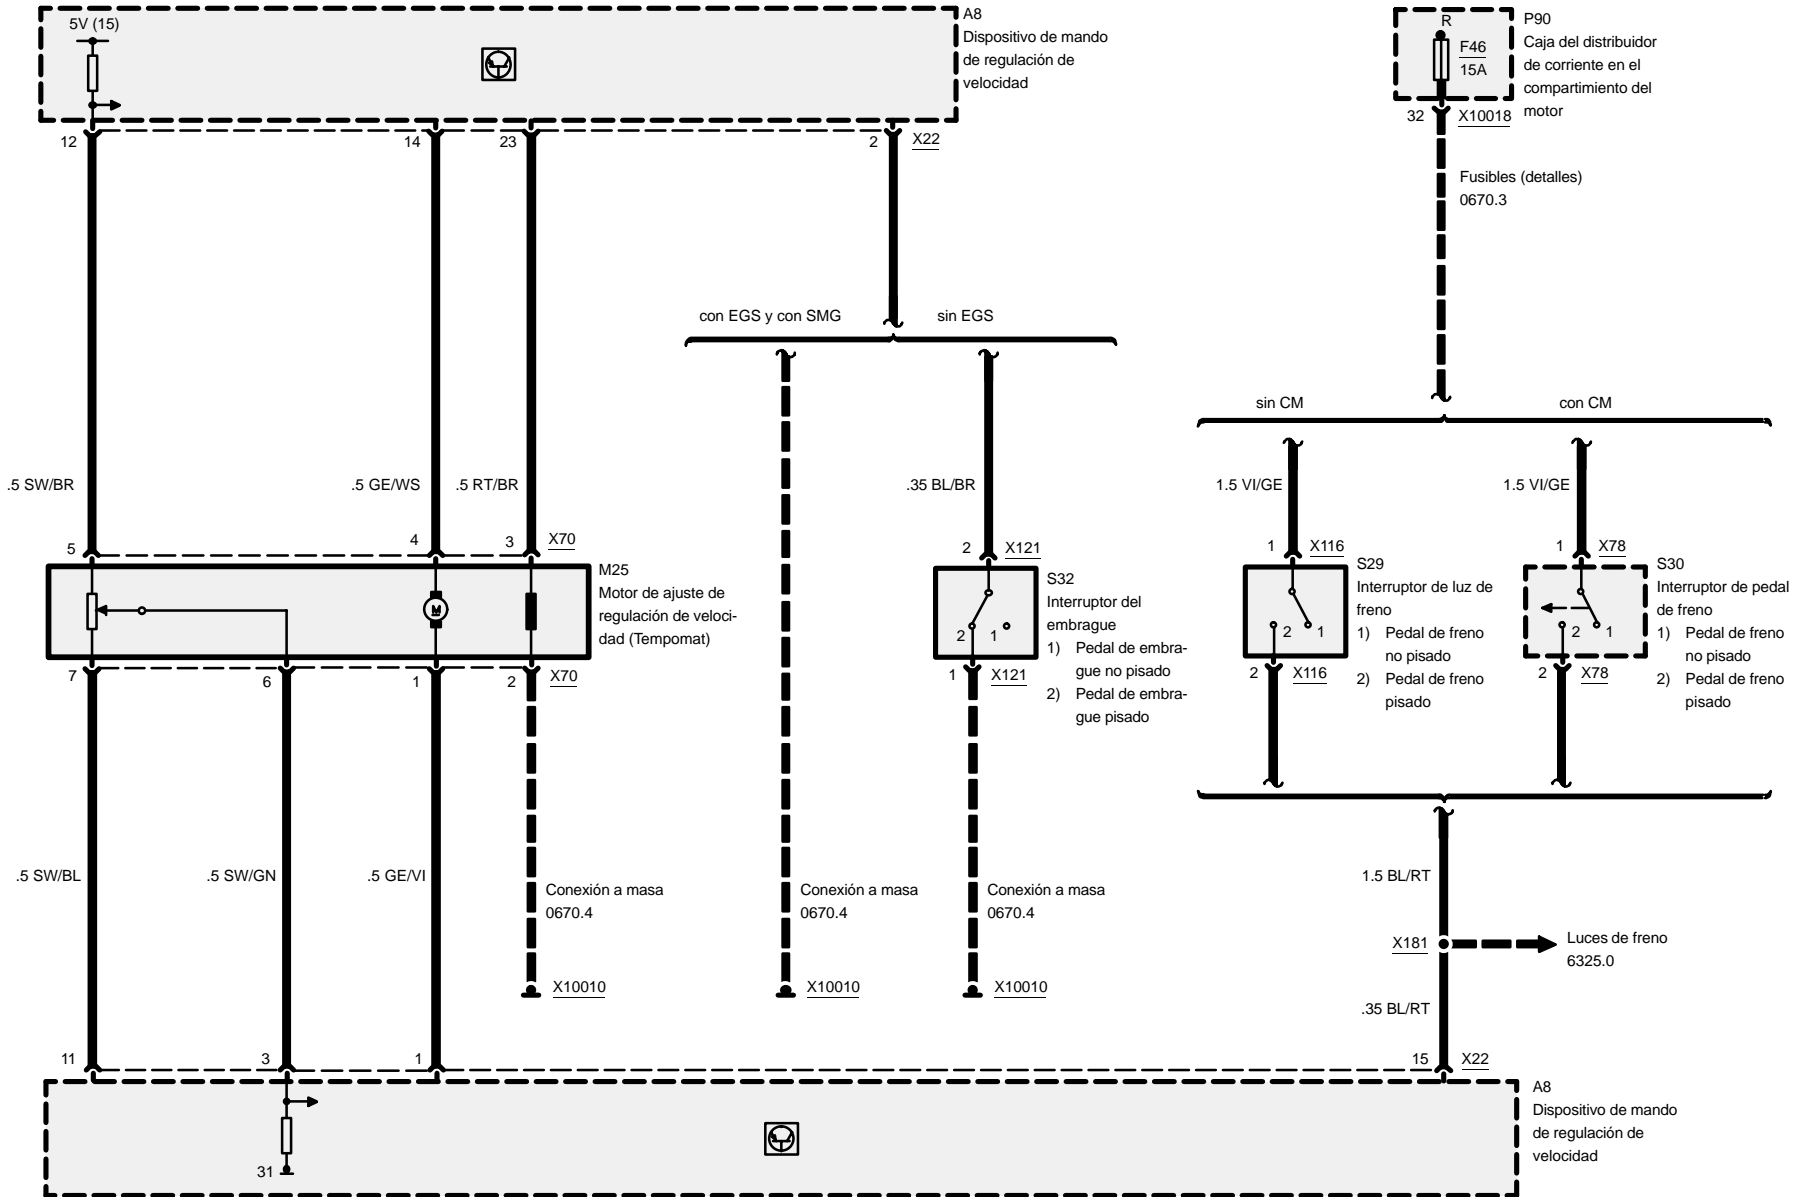 5V (15)
A8
Dispositivo de mando
de regulación de
velocidad
R
F46
15A
P90
Caja del distribuidor
de corriente en el
compartimiento del
motor
12
14
23
2
X22
32
X10018
Fusibles (detalles)
0670.3
con EGS y con SMG
sin EGS
sin CM
con CM
.5 SW/BR
.5 GE/WS
.5 RT/BR
.35 BL/BR
1.5 VI/GE
1.5 VI/GE
5
4
3
X70
2
X121
1
X116
1
X78
M25
Motor de ajuste de
regulación de veloci-
dad (Tempomat)
M
S32
Interruptor del
embrague
1) Pedal de embra-
gue no pisado
2) Pedal de embra-
gue pisado
2
1
S29
Interruptor de luz de
freno
1) Pedal de freno
no pisado
2) Pedal de freno
pisado
2
1
S30
Interruptor de pedal
de freno
1) Pedal de freno
no pisado
2) Pedal de freno
pisado
2
1
7
6
1
2
X70
1
X121
2
X116
2
X78
.5 SW/BL
.5 SW/GN
.5 GE/VI
Conexión a masa
0670.4
Conexión a masa
0670.4
Conexión a masa
0670.4
1.5 BL/RT
X181
Luces de freno
6325.0
X10010
X10010
X10010
.35 BL/RT
11
3
1
15
X22
31
A8
Dispositivo de mando
de regulación de
velocidad